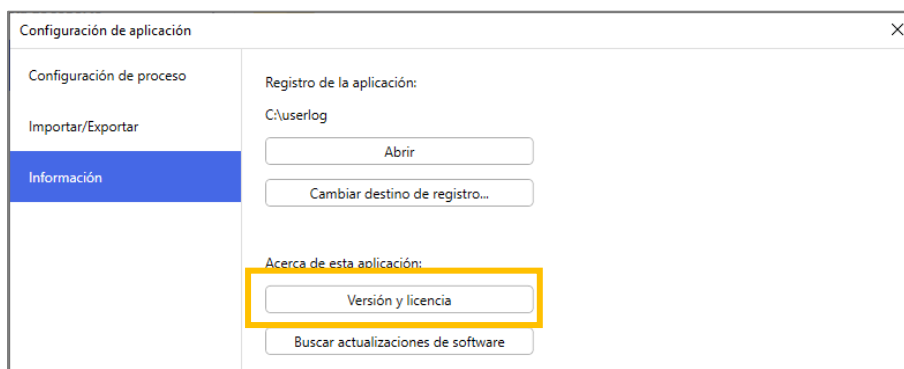 Configuración de aplicación
Configuración de proceso
Importar/Exportar
Información
Registro de la aplicación:
C:\userlog
Abrir
Cambiar destino de registro...
Acerca de esta aplicación:
Versión y licencia
Buscar actualizaciones de software